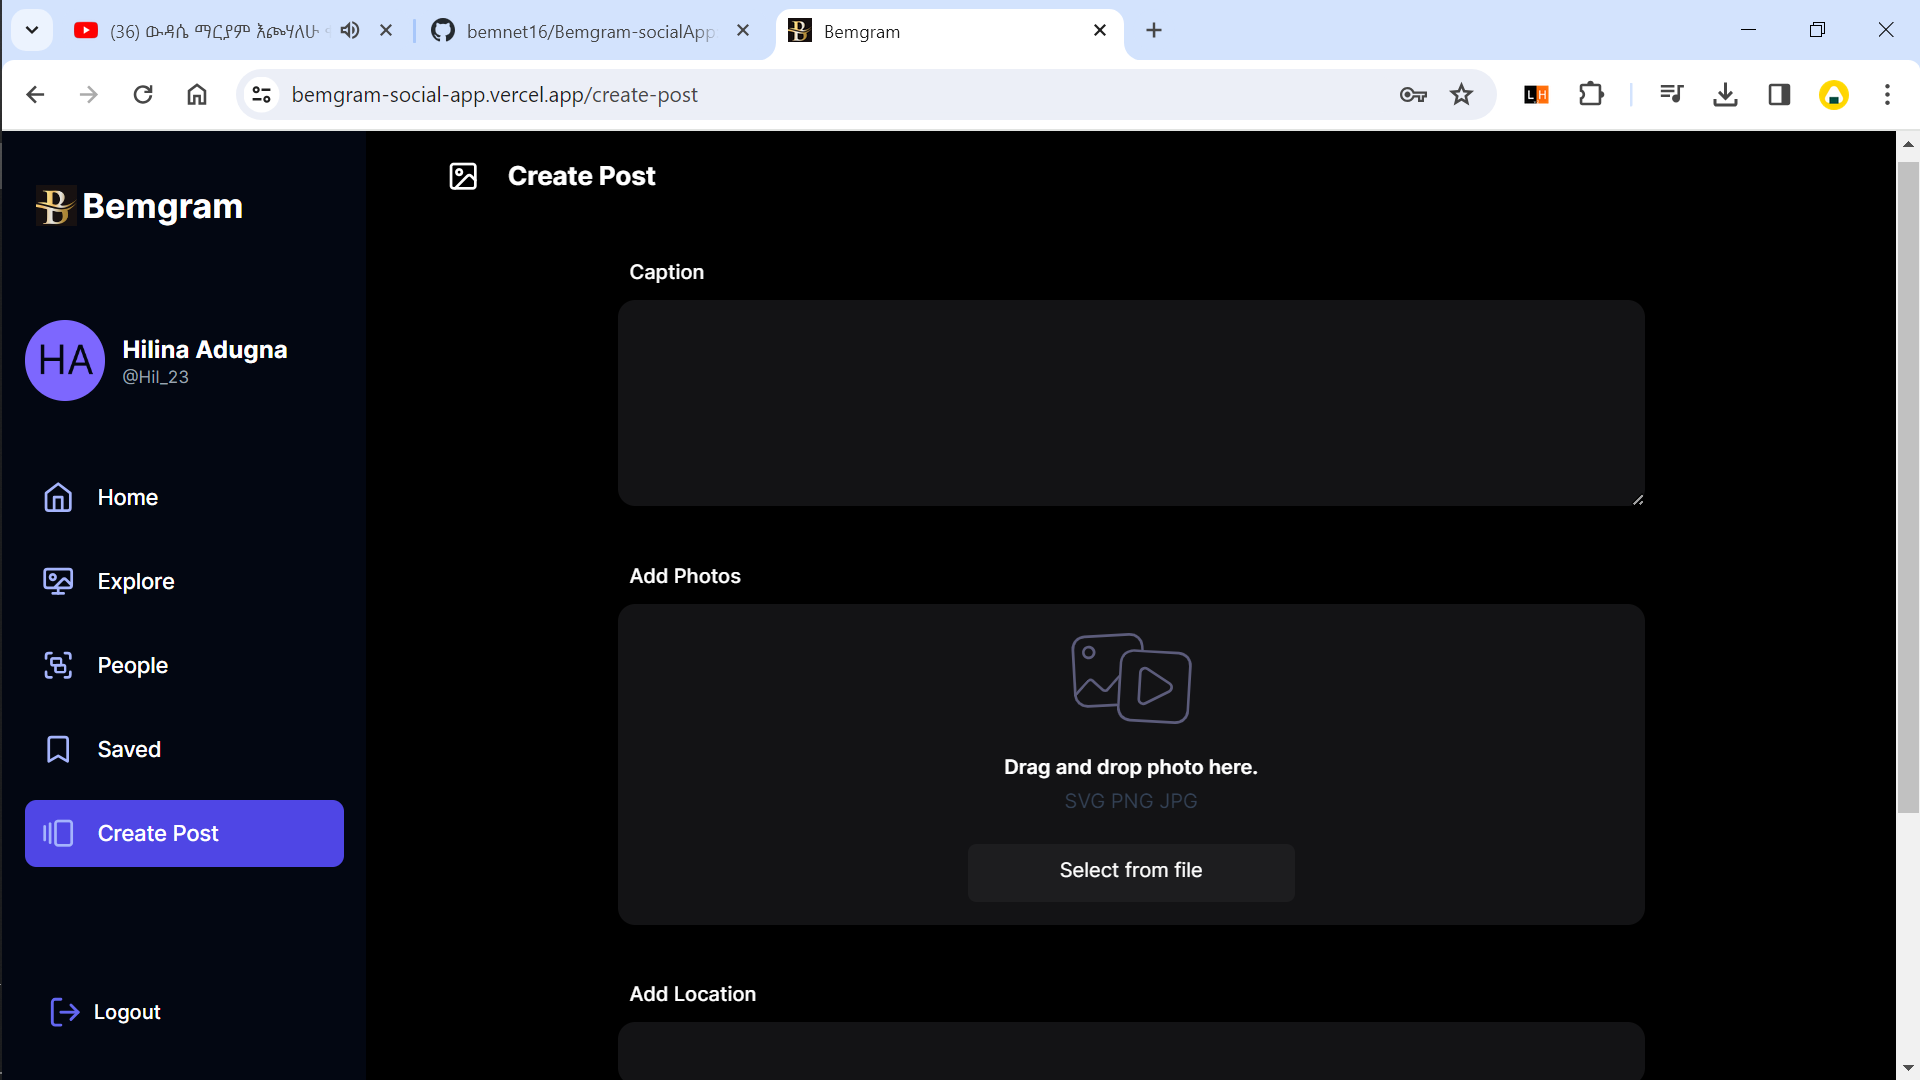 (36) ውዳሴ ማርያም እጮሃለሁ
bemnet16/Bemgram-socialApp
Bemgram
bemgram-social-app.vercel.app/create-post
L H
Bemgram
HA
Hilina Adugna
@Hil_23
Home
Explore
People
Saved
Create Post
Logout
Create Post
Caption
Add Photos
Drag and drop photo here.
SVG PNG JPG
Select from file
Add Location